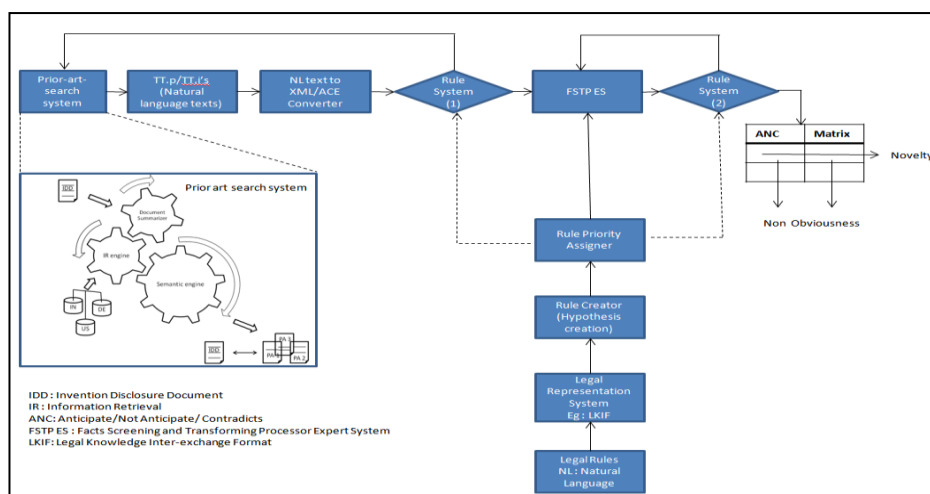 Prior-art-
search
system
TT.p/TT.i's
(Natural
language texts)
NL text to
XML/ACE
Converter
Rule
System
(1)
FSTP ES
Rule
System
(2)
ANC
Matrix
Novelty
Non Obviousness
Prior art search system
IDD
Document
Summarizer
IR engine
Semantic engine
IN
DE
US
IDD
PA 3
PA 1
PA 2
Rule Priority
Assigner
Rule Creator
(Hypothesis
creation)
Legal
Representation
System
Eg : LKIF
Legal Rules
NL : Natural
Language
IDD : Invention Disclosure Document
IR : Information Retrieval
ANC: Anticipate/Not Anticipate/ Contradicts
FSTP ES : Facts Screening and Transforming Processor Expert System
LKIF: Legal Knowledge Inter-exchange Format